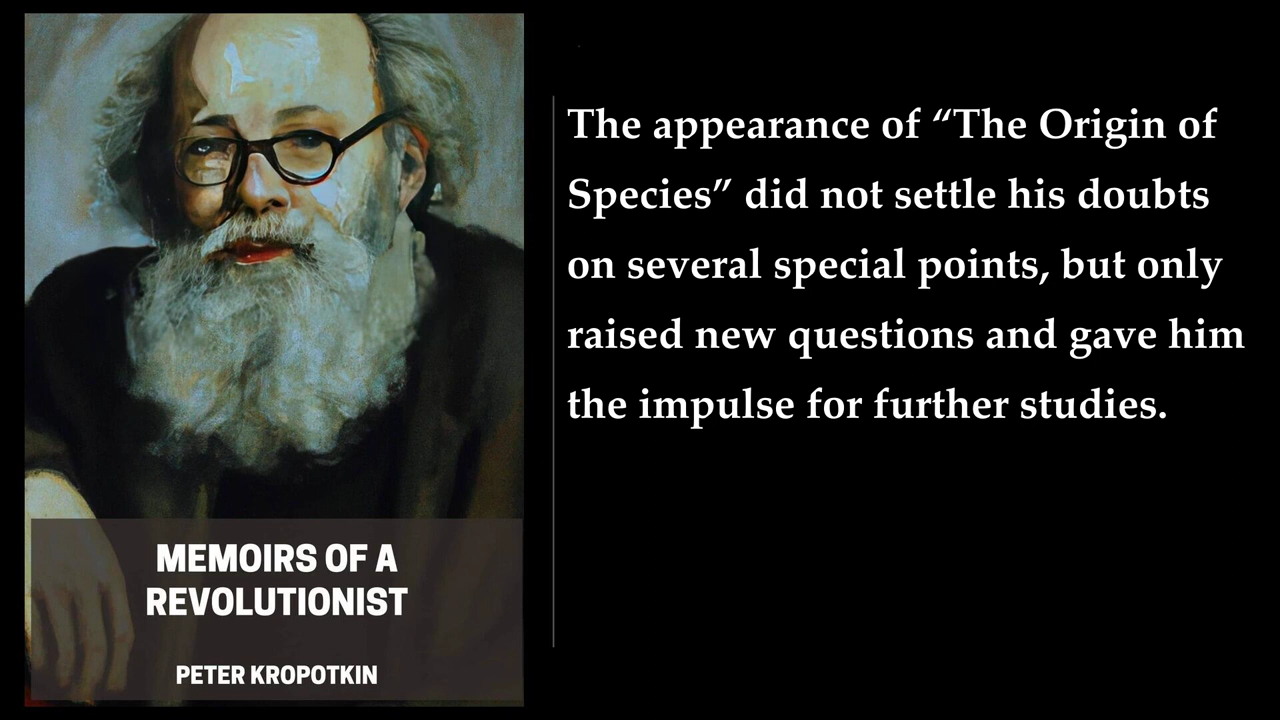 The appearance of “The Origin of
Species” did not settle his doubts
on several special points, but only
raised new questions and gave him
the impulse for further studies.
MEMOIRS OF A
REVOLUTIONIST
PETER KROPOTKIN